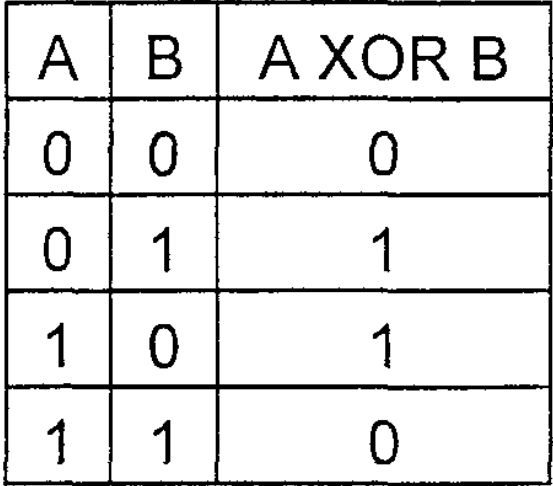 A B A XOR B
0 0 0
0 1 1
1 0 1
1 1 0